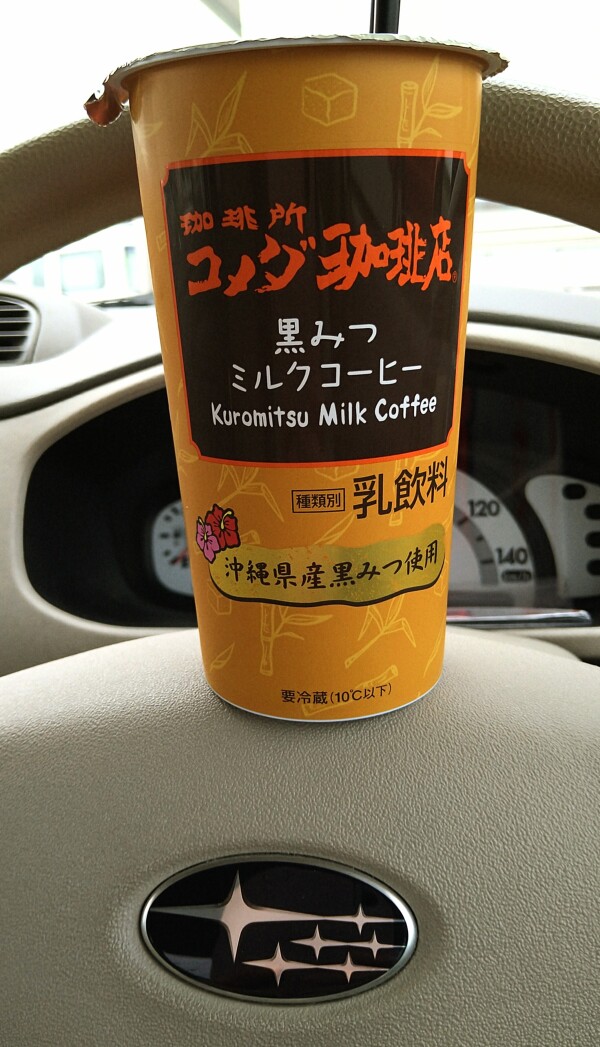 珈琲所
コメダ珈琲店®
黒みつ
ミルクコーヒー
Kuromitsu Milk Coffee
種類別 乳飲料
沖縄県産黒みつ使用
要冷蔵(10℃以下)
120
140
km/h